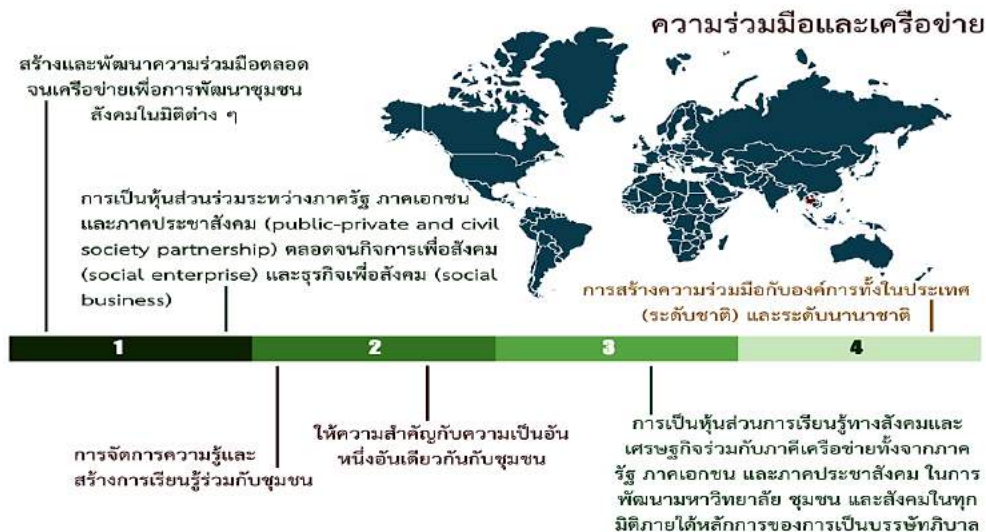 ความร่วมมือและเครือข่าย
สร้างและพัฒนาความร่วมมือตลอด
จนเครือข่ายเพื่อการพัฒนาชุมชน
สังคมในมิติต่าง ๆ
การเป็นหุ้นส่วนร่วมระหว่างภาครัฐ ภาคเอกชน
และภาคประชาสังคม (public-private and civil
society partnership) ตลอดจนกิจการเพื่อสังคม
(social enterprise) และธุรกิจเพื่อสังคม (social
business)
การสร้างความร่วมมือกับองค์การทั้งในประเทศ
(ระดับชาติ) และระดับนานาชาติ
1 2 3 4
การจัดการความรู้และ
สร้างการเรียนรู้ร่วมกับชุมชน
ให้ความสำคัญกับความเป็นอัน
หนึ่งอันเดียวกันกับชุมชน
การเป็นหุ้นส่วนการเรียนรู้ทางสังคมและ
เศรษฐกิจร่วมกับภาคีเครือข่ายทั้งจากภาค
รัฐ ภาคเอกชน และภาคประชาสังคม ในการ
พัฒนามหาวิทยาลัย ชุมชน และสังคมในทุก
มิติภายใต้หลักการของการเป็นบรรษัทภิบาล